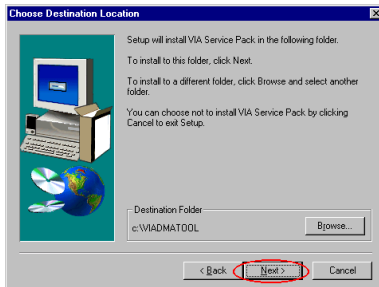 Choose Destination Location
Setup will install VIA Service Pack in the following folder.
To install to this folder, click Next.
To install to a different folder, click Browse and select another
folder.
You can choose not to install VIA Service Pack by clicking
Cancel to exit Setup.
Destination Folder
c:\VIADMATOOL
Browse...
< Back
Next >
Cancel